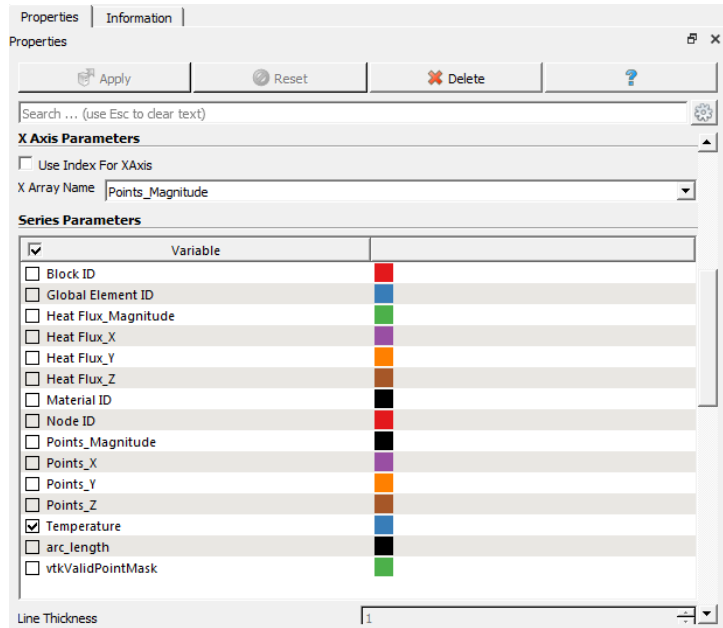 Properties Information
Properties
Apply Reset Delete ?
Search ... (use Esc to clear text)
X Axis Parameters
Use Index For XAxis
X Array Name Points_Magnitude
Series Parameters
Variable
Block ID
Global Element ID
Heat Flux_Magnitude
Heat Flux_X
Heat Flux_Y
Heat Flux_Z
Material ID
Node ID
Points_Magnitude
Points_X
Points_Y
Points_Z
Temperature
arc_length
vtkValidPointMask
Line Thickness 1